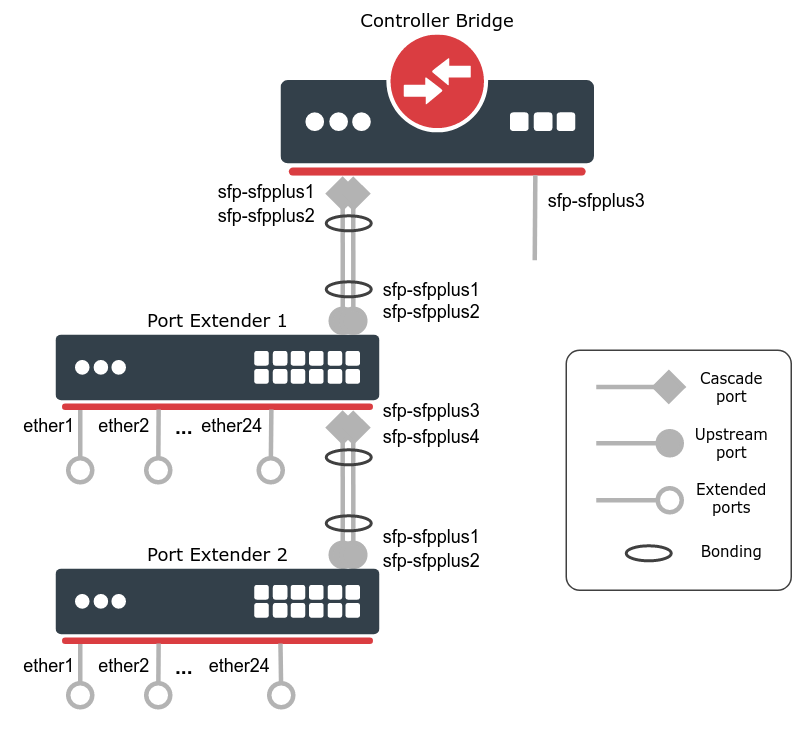 Controller Bridge
sfp-sfpplus1
sfp-sfpplus2
sfp-sfpplus3
sfp-sfpplus1
sfp-sfpplus2
Port Extender 1
ether1
ether2
...
ether24
sfp-sfpplus3
sfp-sfpplus4
sfp-sfpplus1
sfp-sfpplus2
Port Extender 2
ether1
ether2
...
ether24
Cascade
port
Upstream
port
Extended
ports
Bonding